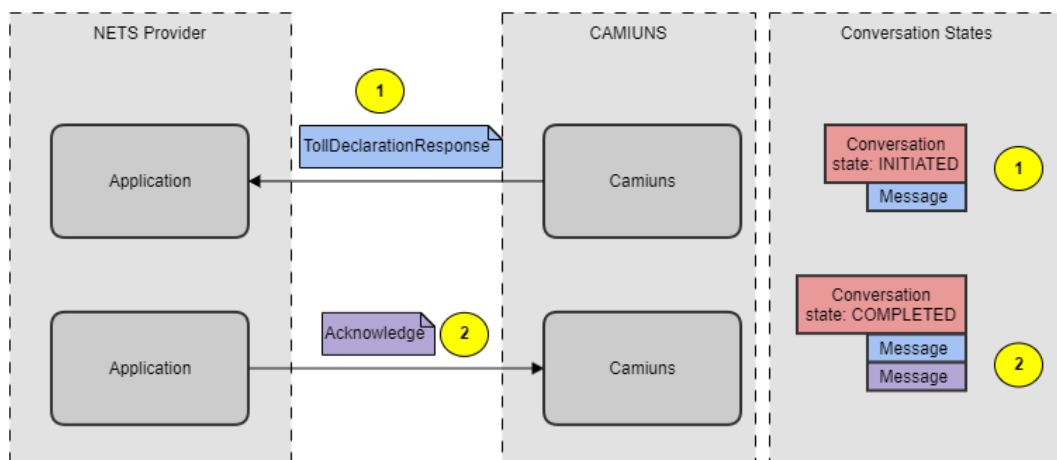 NETS Provider
CAMIUNS
Conversation States
1
TollDeclarationResponse
Application
Camiuns
Conversation
state: INITIATED
1
Message
Acknowledge
2
Application
Camiuns
Conversation
state: COMPLETED
Message
2
Message